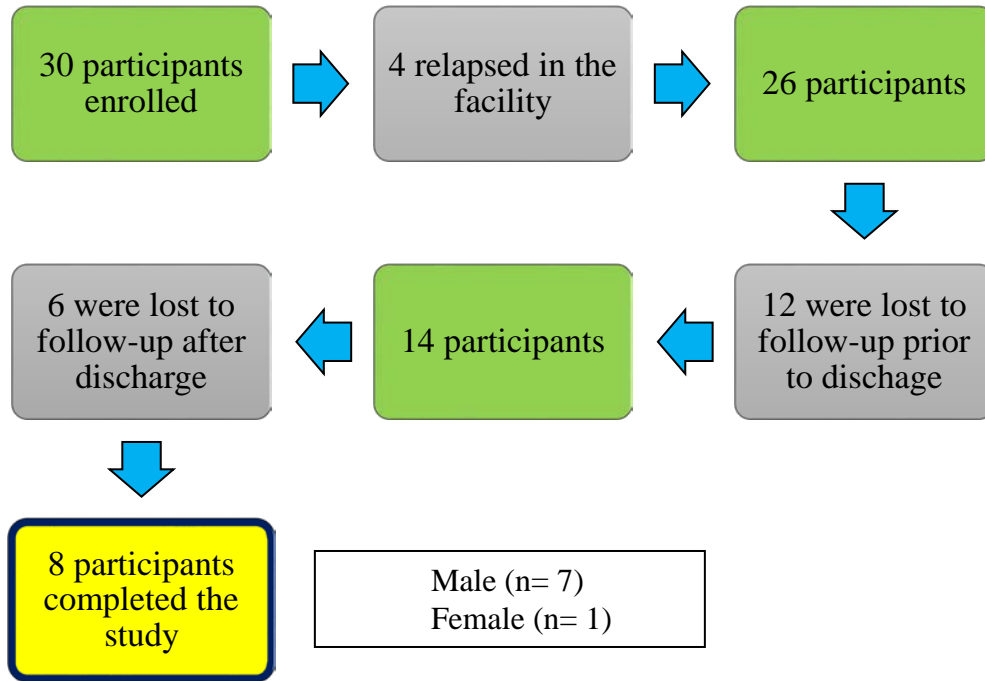 30 participants
enrolled
4 relapsed in the
facility
26 participants
12 were lost to
follow-up prior
to dischage
14 participants
6 were lost to
follow-up after
discharge
8 participants
completed the
study
Male (n= 7)
Female (n= 1)